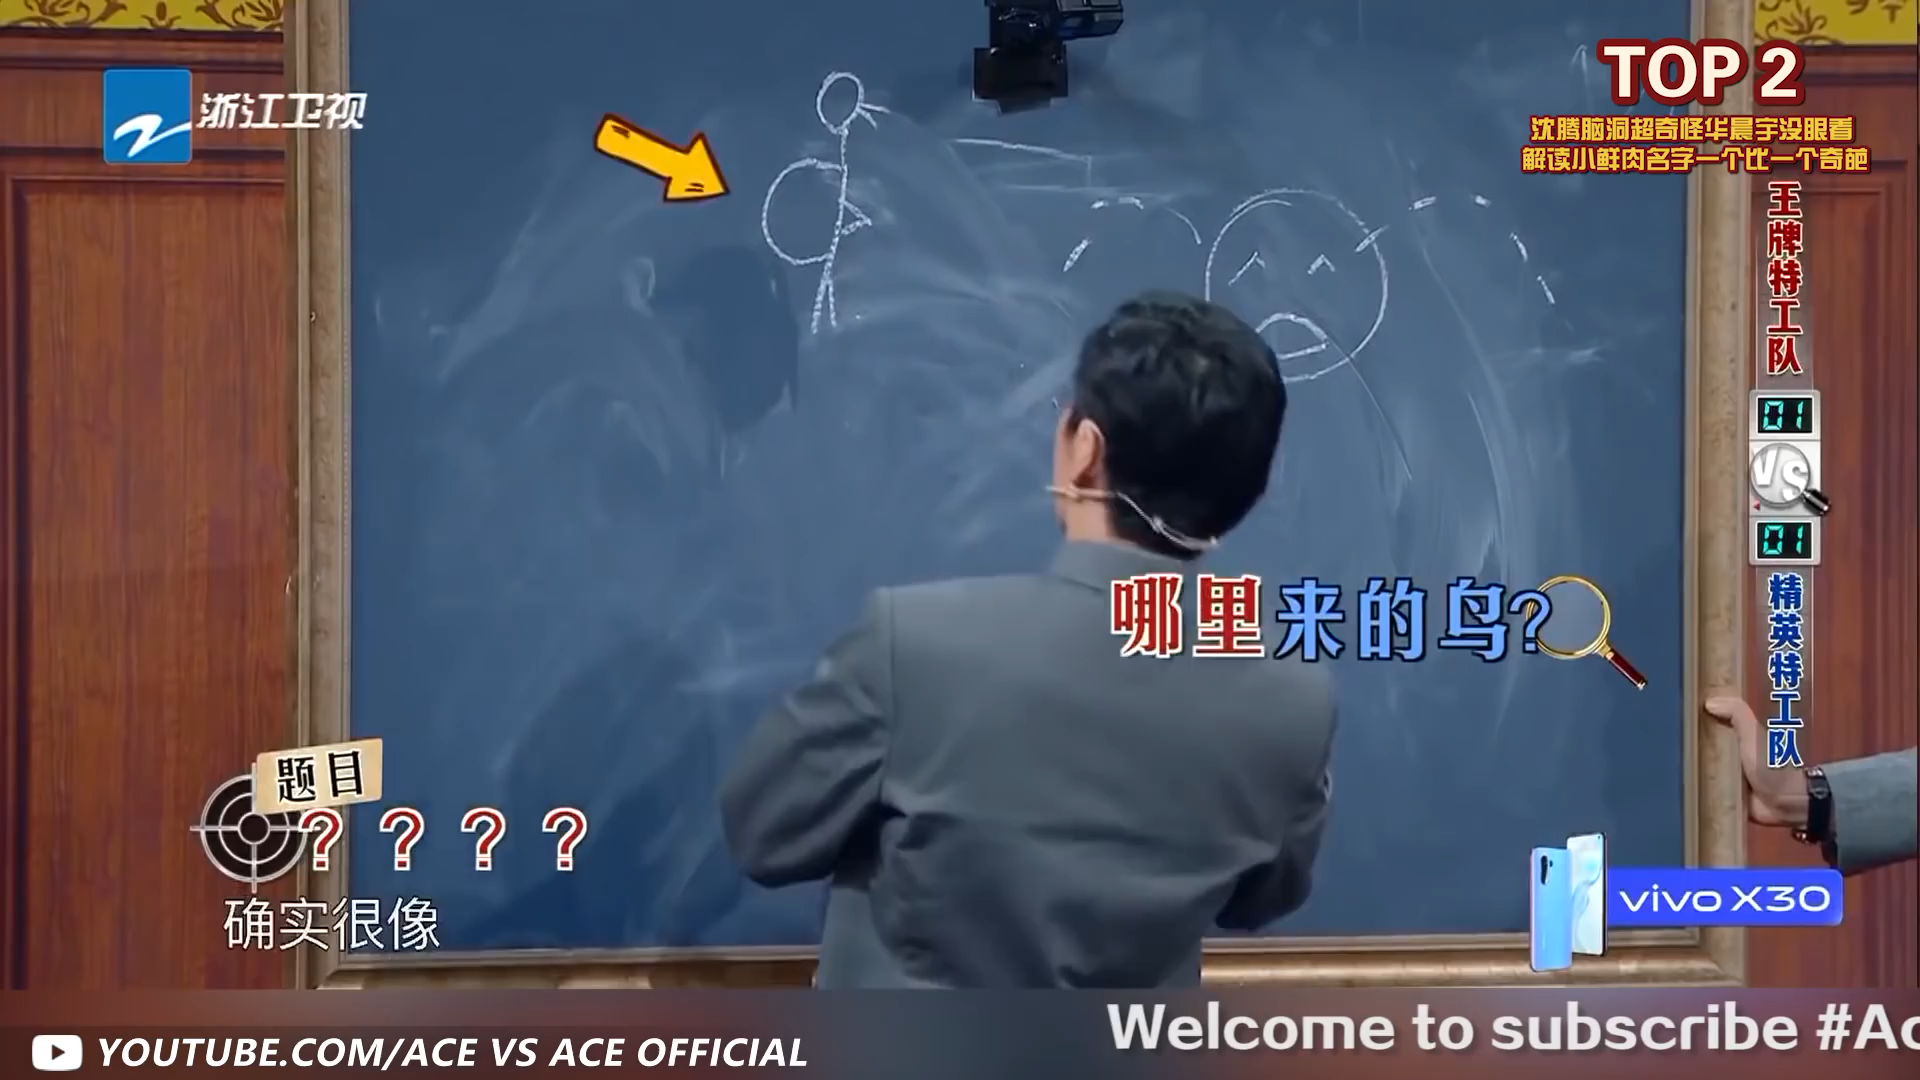 浙江卫视
TOP 2
沈腾脑洞超奇怪华晨宇没眼看
解读小鲜肉名字一个比一个奇葩
王牌特工队
01
VS
01
精英特工队
哪里来的鸟?
题目
? ? ? ?
确实很像
vivo X30
Welcome to subscribe #Ac
YOUTUBE.COM/ACE VS ACE OFFICIAL